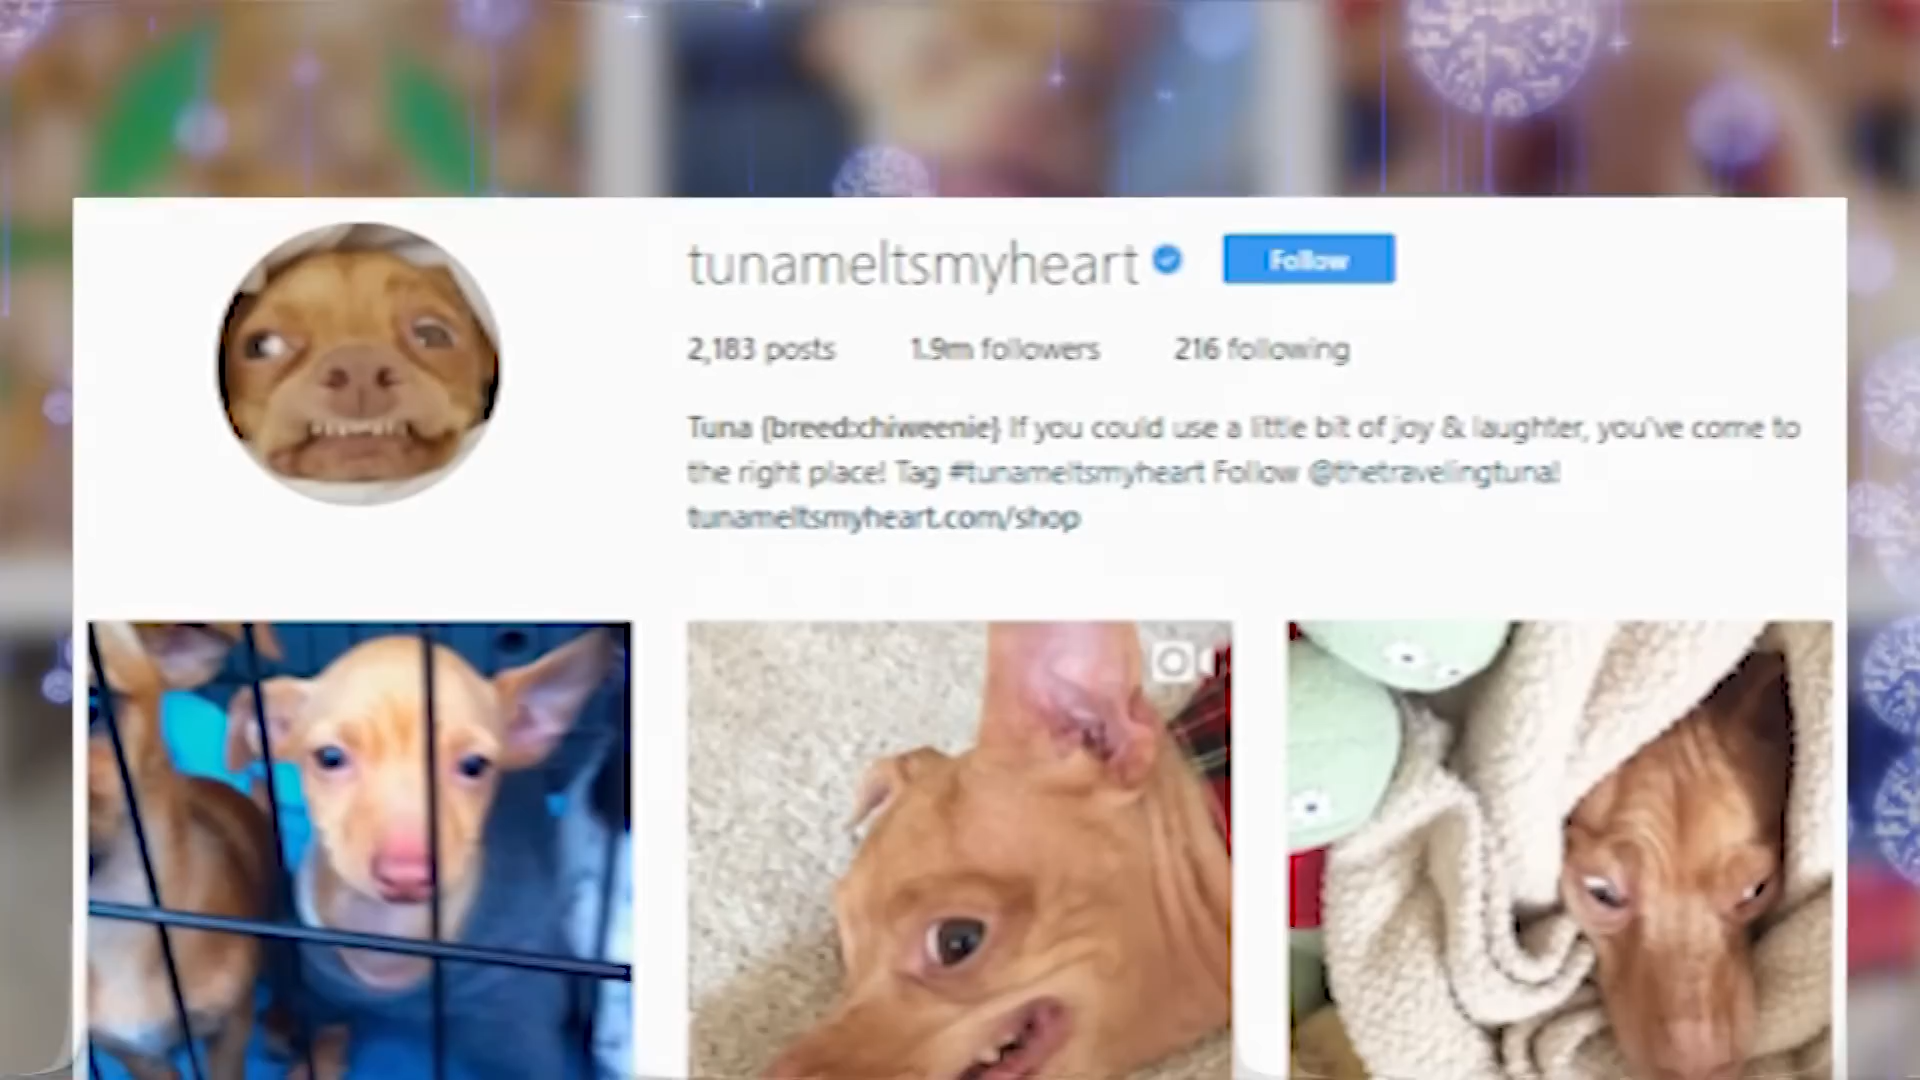 tunameltsmyheart Follow
2,183 posts 1.9m followers 216 following
Tuna {breed:chiweenie} If you could use a little bit of joy & laughter, you've come to
the right place! Tag #tunameltsmyheart Follow @thetravelingtuna!
tunameltsmyheart.com/shop